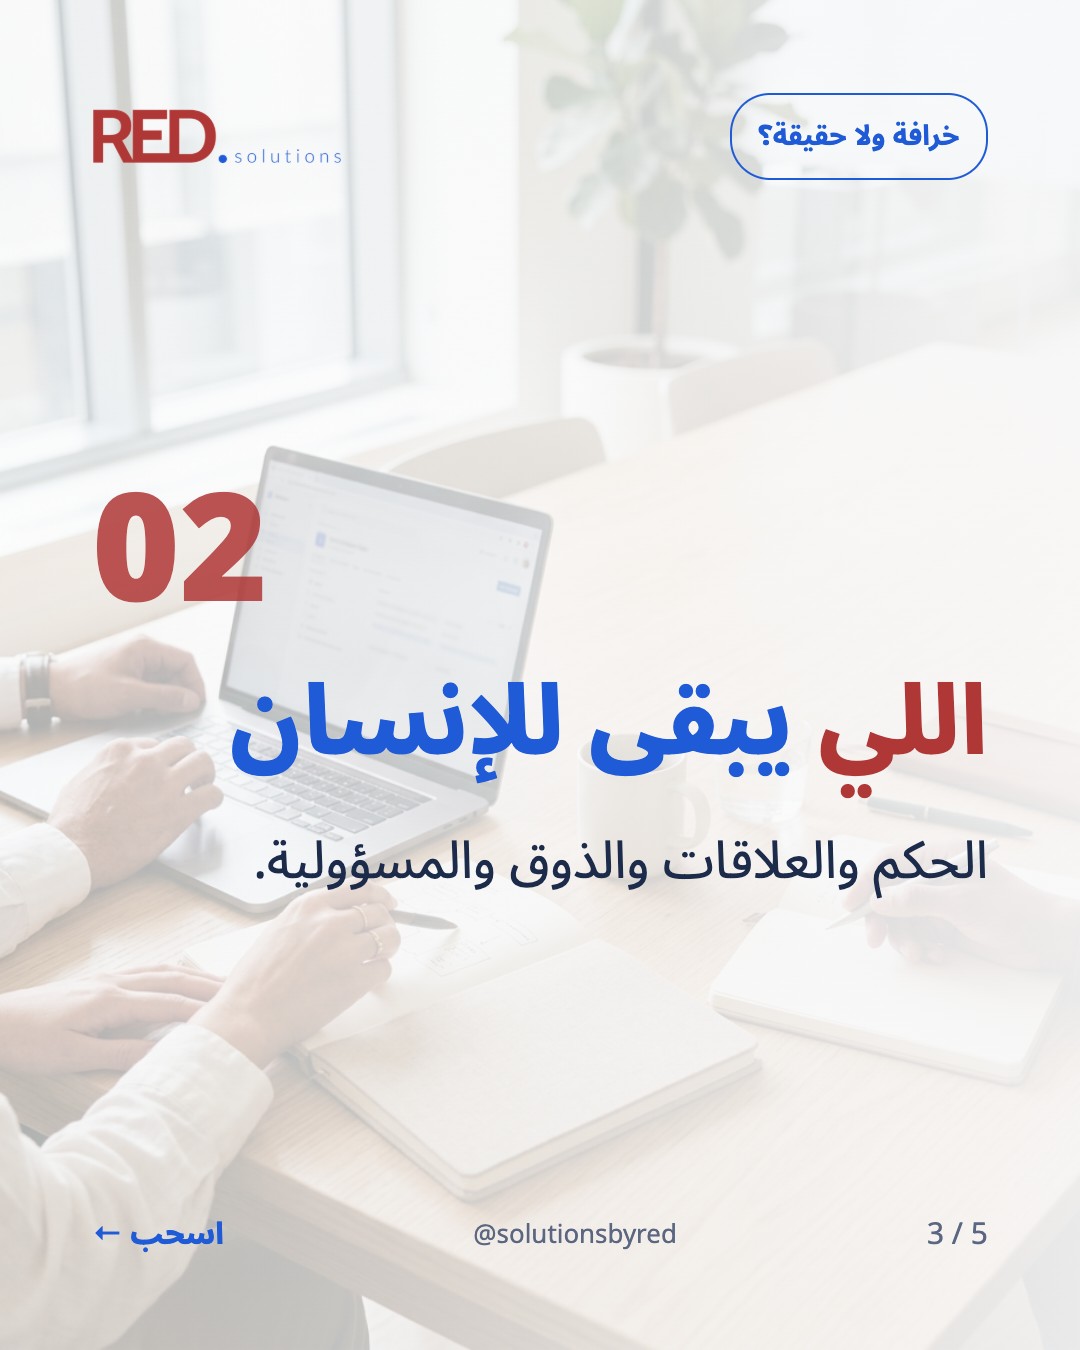 RED.solutions
خرافة ولا حقيقة؟
02
اللي يبقى للإنسان
الحكم والعلاقات والذوق والمسؤولية.
اسحب ←
@solutionsbyred
3 / 5